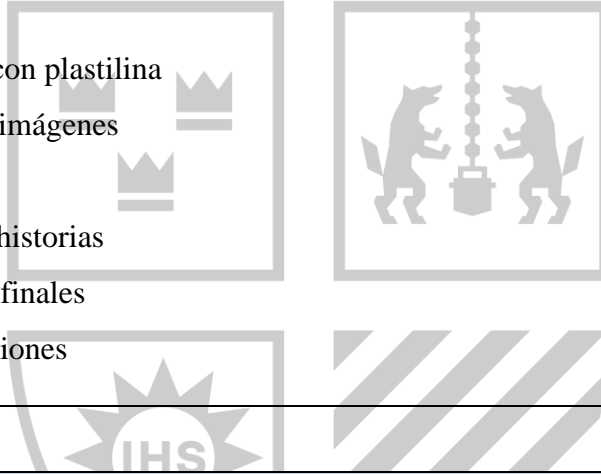 con plastilina
imágenes
historias
finales
iones
IHS